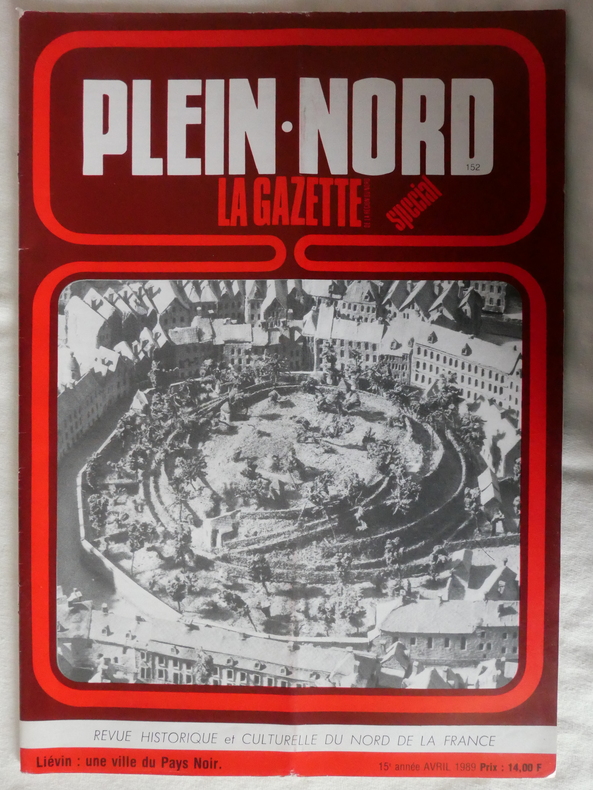 PLEIN·NORD
152
LA GAZETTE
spécial
REVUE HISTORIQUE et CULTURELLE DU NORD DE LA FRANCE
Liévin : une ville du Pays Noir.
15e année AVRIL 1989 Prix : 14,00 F